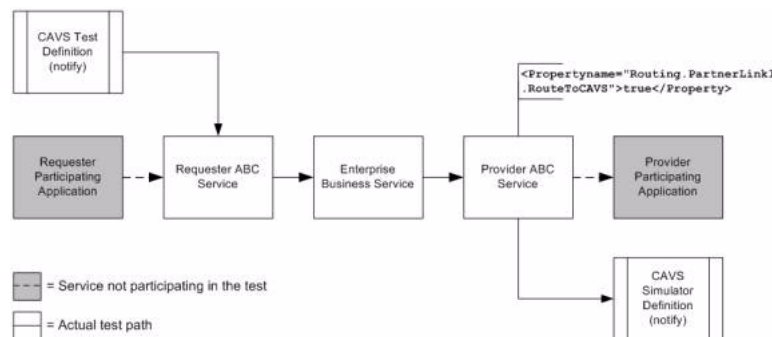 CAVS Test
Definition
(notify)
<Propertyname="Routing.PartnerLink1
.RouteToCAVS">true</Property>
Requester
Participating
Application
Requester ABC
Service
Enterprise
Business Service
Provider ABC
Service
Provider
Participating
Application
CAVS
Simulator
Definition
(notify)
= Service not participating in the test
= Actual test path